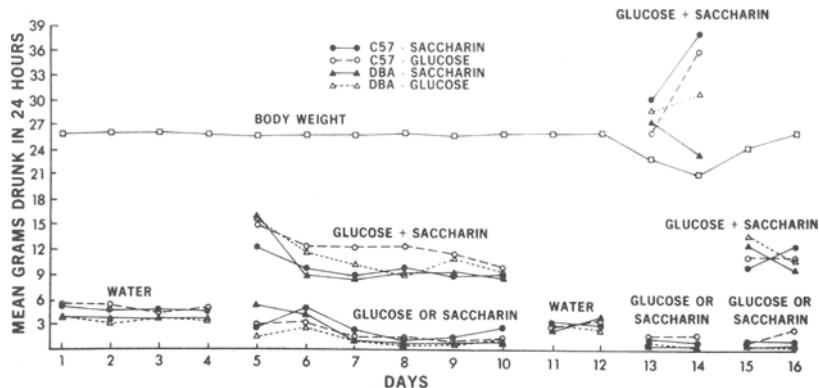 MEAN GRAMS DRUNK IN 24 HOURS
39
36
33
30
26
24
21
18
15
12
9
6
3
C57 · SACCHARIN
C57 · GLUCOSE
DBA · SACCHARIN
DBA · GLUCOSE
GLUCOSE + SACCHARIN
BODY WEIGHT
GLUCOSE + SACCHARIN
GLUCOSE + SACCHARIN
WATER
GLUCOSE OR SACCHARIN
WATER
GLUCOSE OR
SACCHARIN
GLUCOSE OR
SACCHARIN
1 2 3 4 5 6 7 8 9 10 11 12 13 14 15 16
DAYS